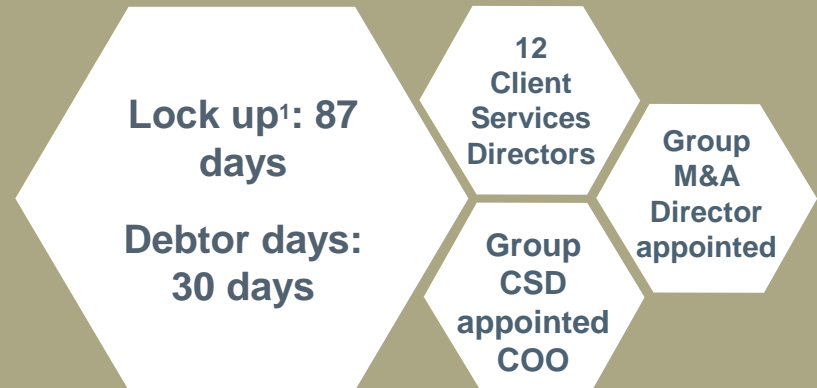 Lock up¹: 87
days
Debtor days:
30 days
12
Client
Services
Directors
Group
M&A
Director
appointed
Group
CSD
appointed
COO